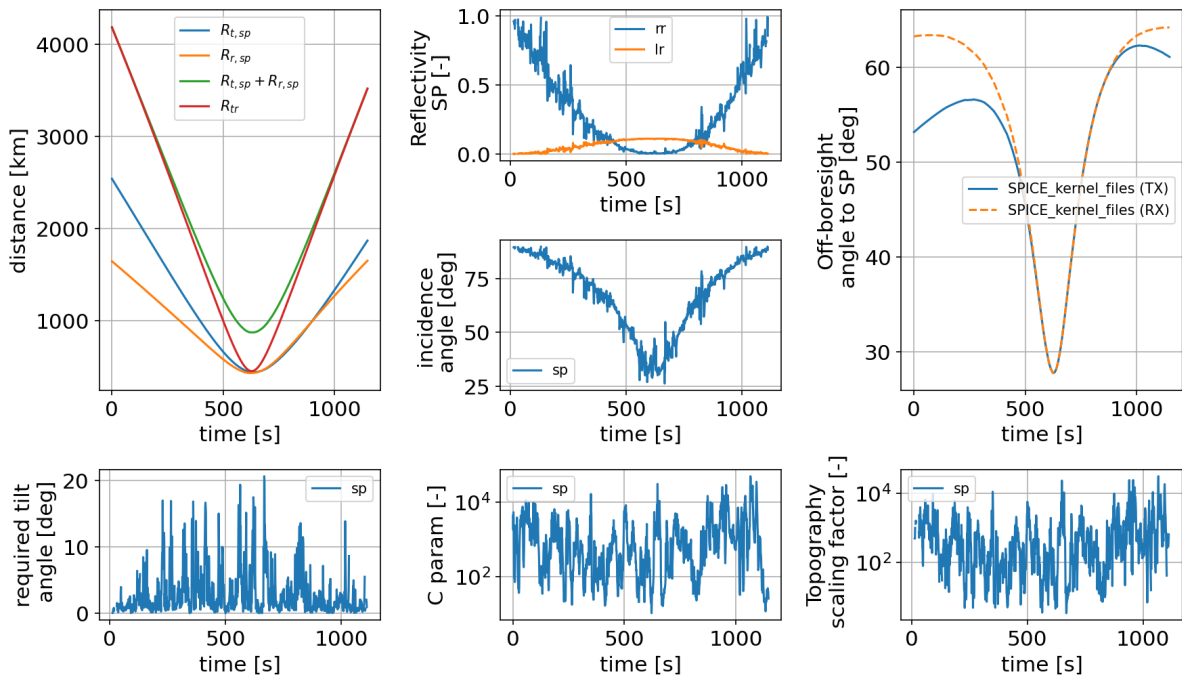 distance [km]
4000
3000
2000
1000
R_{t,sp}
R_{r,sp}
R_{t,sp} + R_{r,sp}
R_{tr}
0
500
1000
time [s]
Reflectivity
SP [-]
1.0
0.5
0.0
rr
lr
0
500
1000
time [s]
incidence
angle [deg]
75
50
25
sp
0
500
1000
time [s]
Off-boresight
angle to SP [deg]
60
50
40
30
SPICE_kernel_files (TX)
SPICE_kernel_files (RX)
0
500
1000
time [s]
required tilt
angle [deg]
20
10
0
sp
0
500
1000
time [s]
C param [-]
10^4
10^2
sp
0
500
1000
time [s]
Topography
scaling factor [-]
10^4
10^2
sp
0
500
1000
time [s]